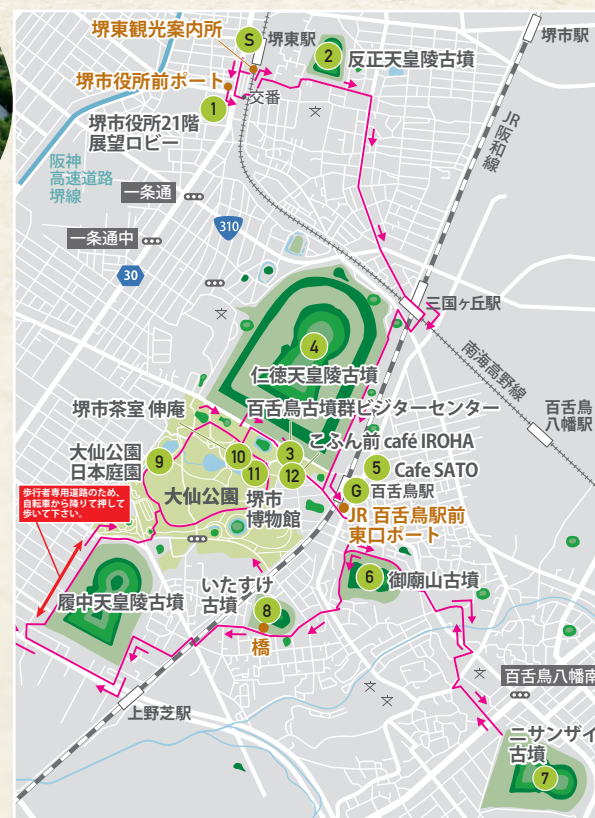 堺東観光案内所
S
堺東駅
2
反正天皇陵古墳
堺市駅
堺市役所前ポート
交番
1
堺市役所21階
展望ロビー
JR阪和線
阪神
高速道路
堺線
一条通
310
一条通中
30
三国ヶ丘駅
4
仁徳天皇陵古墳
南海高野線
百舌鳥
八幡駅
堺市茶室 伸庵
百舌鳥古墳群ビジターセンター
こふん前 café IROHA
大仙公園
日本庭園
9
10
3
11
12
5
Cafe SATO
G
百舌鳥駅
歩行者専用道路のため、
自転車から降りて押して
歩いて下さい。
大仙公園
堺市
博物館
JR 百舌鳥駅前
東口ポート
履中天皇陵古墳
いたすけ
古墳
8
橋
6
御廟山古墳
上野芝駅
百舌鳥八幡南
ニサンザイ
古墳
7